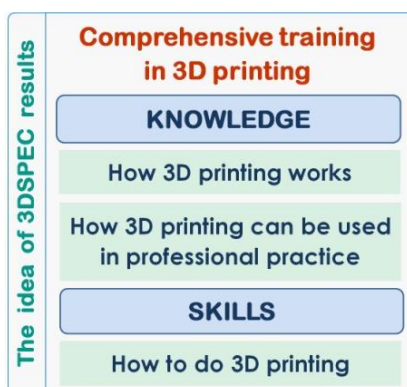 The idea of 3DSPEC results
Comprehensive training
in 3D printing
KNOWLEDGE
How 3D printing works
How 3D printing can be used
in professional practice
SKILLS
How to do 3D printing